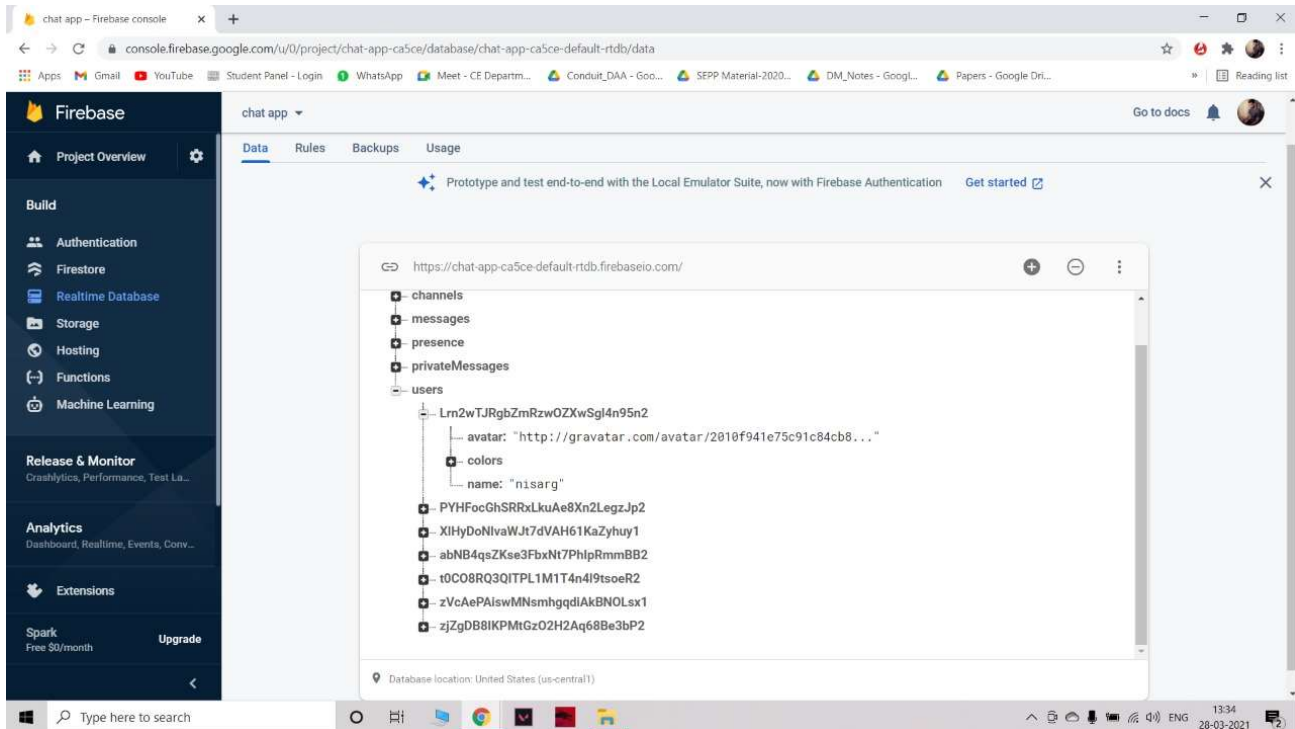 chat app – Firebase console
console.firebase.google.com/u/0/project/chat-app-ca5ce/database/chat-app-ca5ce-default-rtdb/data
Apps Gmail YouTube Student Panel - Login WhatsApp Meet - CE Departm... Conduit_DAA - Goo... SEPP Material-2020... DM_Notes - Googl... Papers - Google Dri... » Reading list
Firebase
chat app
Go to docs
Project Overview
Data Rules Backups Usage
Prototype and test end-to-end with the Local Emulator Suite, now with Firebase Authentication Get started
Build
Authentication
Firestore
Realtime Database
Storage
Hosting
Functions
Machine Learning
Release & Monitor
Crashlytics, Performance, Test La...
Analytics
Dashboard, Realtime, Events, Conv...
Extensions
Spark
Free $0/month
Upgrade
https://chat-app-ca5ce-default-rtdb.firebaseio.com/
channels
messages
presence
privateMessages
users
Lrn2wTJRgbZmRzwOZXwSgl4n95n2
avatar: "http://gravatar.com/avatar/2010f941e75c91c84cb8..."
colors
name: "nisarg"
PYHFocGhSRRxLkuAe8Xn2LegzJp2
XlHyDoNlvaWJt7dVAH61KaZyhuy1
abNB4qsZKse3FbxNt7PhlpRmmBB2
t0CO8RQ3QITPL1M1T4n4l9tsoeR2
zVcAePAiswMNsmhgqdiAkBNOLsx1
zjZgDB8IKPMtGzO2H2Aq68Be3bP2
Database location: United States (us-central1)
Type here to search
ENG
13:34
28-03-2021
2